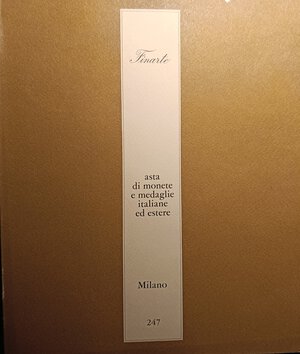 Finarte
asta
di monete
e medaglie
italiane
ed estere
Milano
247